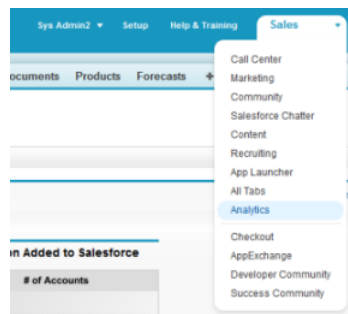 Sys Admin2 Setup Help & Training Sales
ocuments Products Forecasts +
Call Center
Marketing
Community
Salesforce Chatter
Content
Recruiting
App Launcher
All Tabs
Analytics
Checkout
AppExchange
Developer Community
Success Community
on Added to Salesforce
# of Accounts